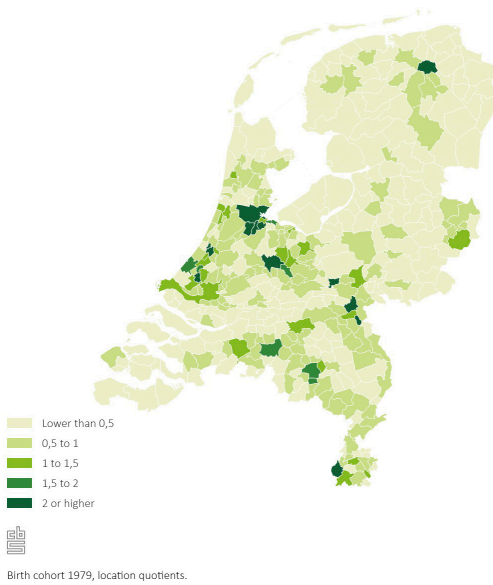 Lower than 0,5
0,5 to 1
1 to 1,5
1,5 to 2
2 or higher
Birth cohort 1979, location quotients.